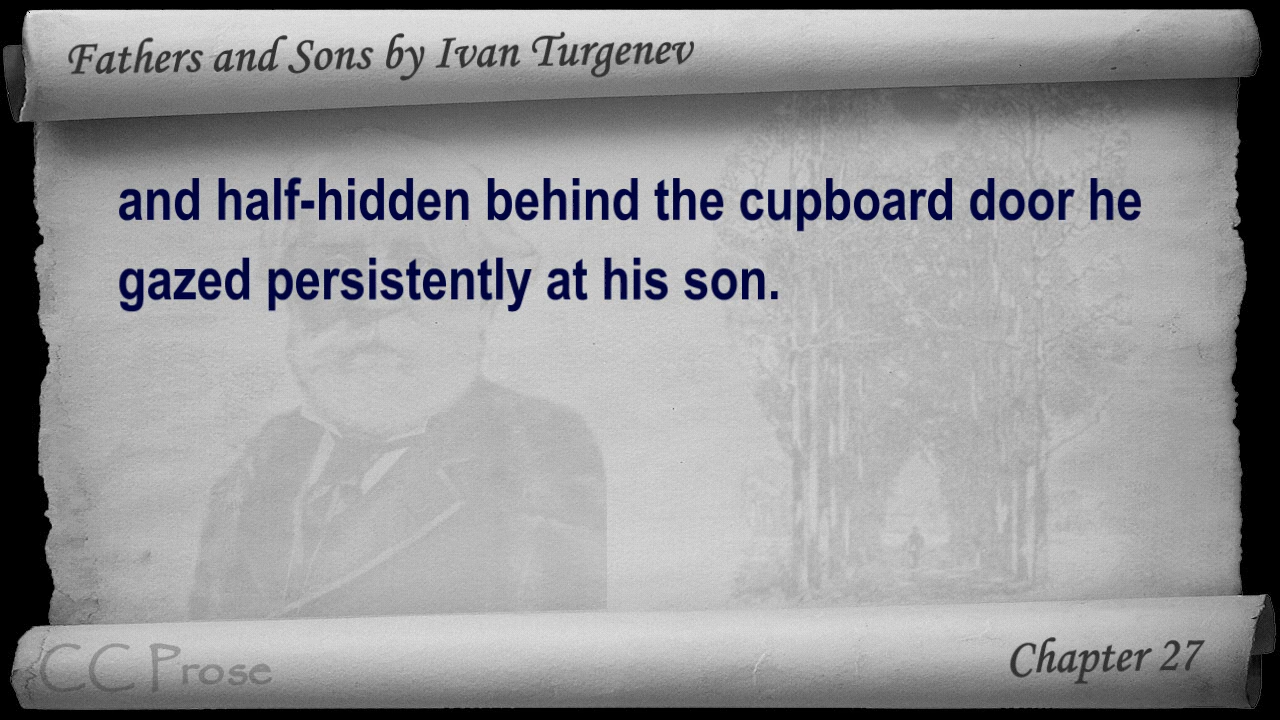 Fathers and Sons by Ivan Turgenev
and half-hidden behind the cupboard door he
gazed persistently at his son.
CC Prose
Chapter 27